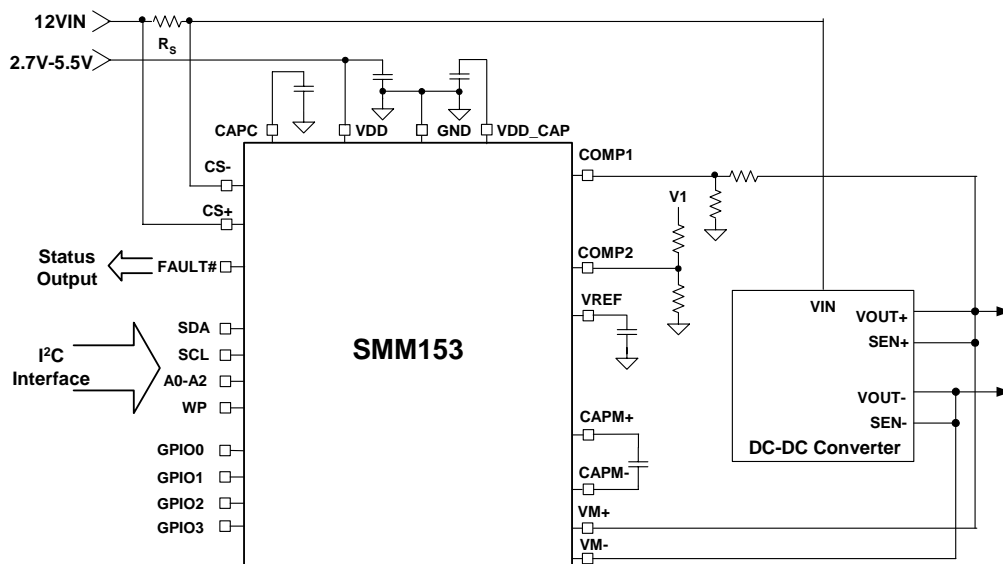 12VIN
RS
2.7V-5.5V
CAPC
VDD
GND
VDD_CAP
CS-
CS+
Status
Output
FAULT#
SDA
SCL
A0-A2
WP
I²C
Interface
GPIO0
GPIO1
GPIO2
GPIO3
SMM153
COMP1
V1
COMP2
VREF
CAPM+
CAPM-
VM+
VM-
VIN
VOUT+
SEN+
VOUT-
SEN-
DC-DC Converter